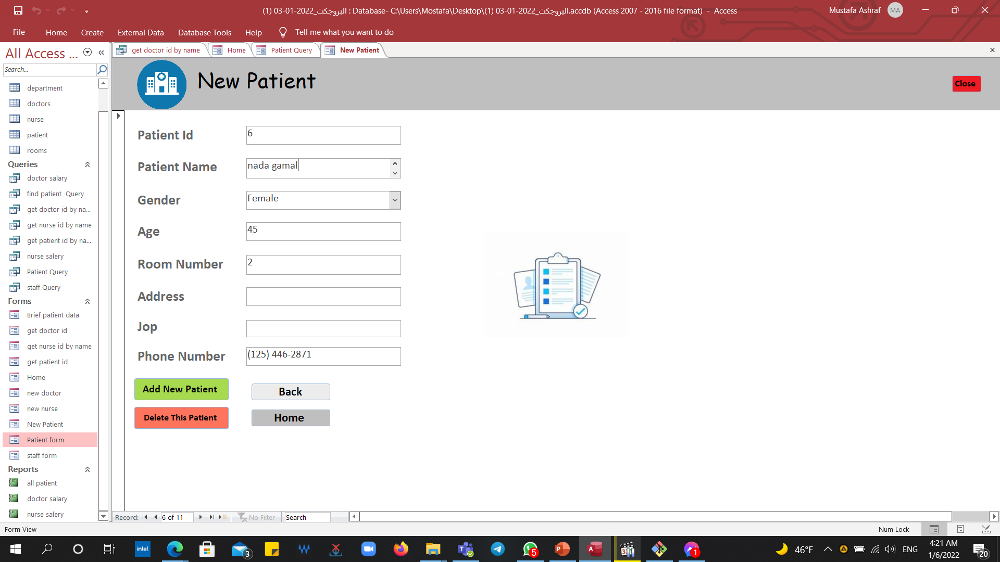 البروجكت_2022-01-03 (1) : Database- C:\Users\Mostafa\Desktop\(1) 03-01-2022_البروجكت.accdb (Access 2007 - 2016 file format) - Access
Mustafa Ashraf
MA
File
Home
Create
External Data
Database Tools
Help
Tell me what you want to do
All Access ...
get doctor id by name
Home
Patient Query
New Patient
Search...
department
doctors
nurse
patient
rooms
Queries
doctor salary
find patient Query
get doctor id by na...
get nurse id by name
get patient id by na...
nurse salery
Patient Query
staff Query
Forms
Brief patient data
get doctor id
get nurse id by name
get patient id
Home
new doctor
new nurse
New Patient
Patient form
staff form
Reports
all patient
doctor salary
nurse salery
New Patient
Close
Patient Id
6
Patient Name
nada gamal
Gender
Female
Age
45
Room Number
2
Address
Jop
Phone Number
(125) 446-2871
Add New Patient
Back
Delete This Patient
Home
Record:
6 of 11
No Filter
Search
Form View
Num Lock
intel
3
5
1
46°F
ENG
4:21 AM
1/6/2022
20